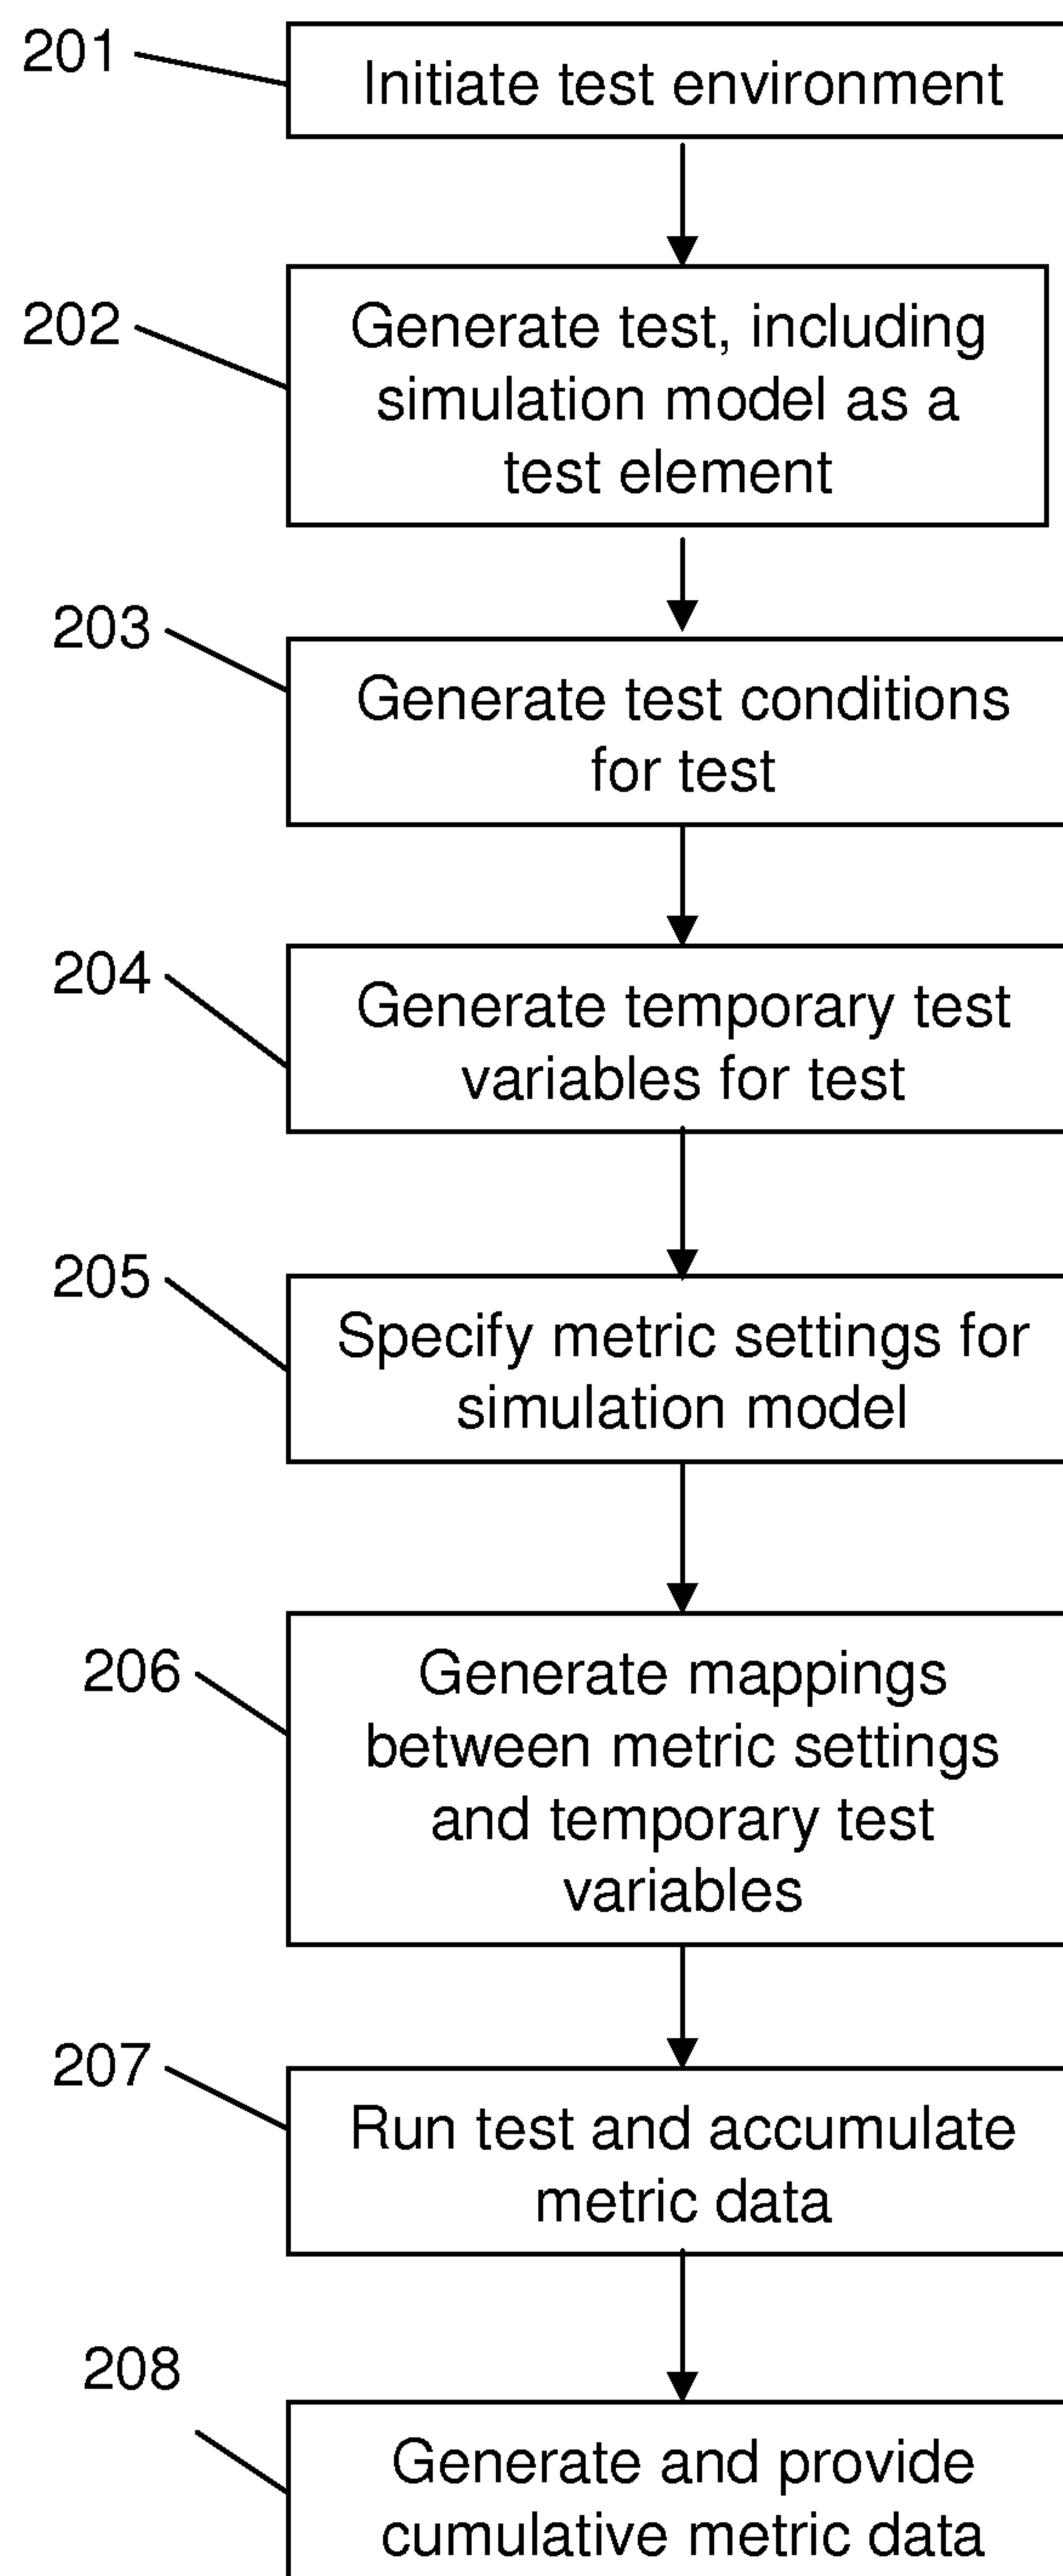 201
Initiate test environment
202
Generate test, including
simulation model as a
test element
203
Generate test conditions
for test
204
Generate temporary test
variables for test
205
Specify metric settings for
simulation model
206
Generate mappings
between metric settings
and temporary test
variables
207
Run test and accumulate
metric data
208
Generate and provide
cumulative metric data